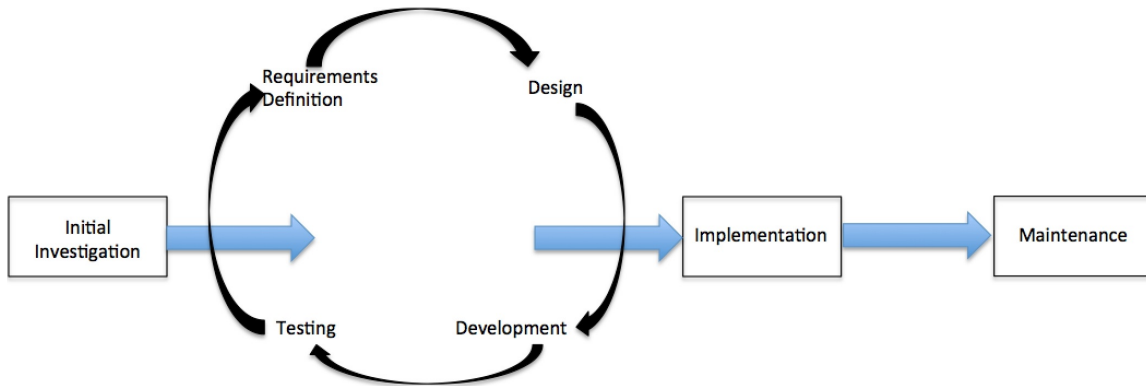 Requirements
Definition
Design
Initial
Investigation
Implementation
Maintenance
Testing
Development